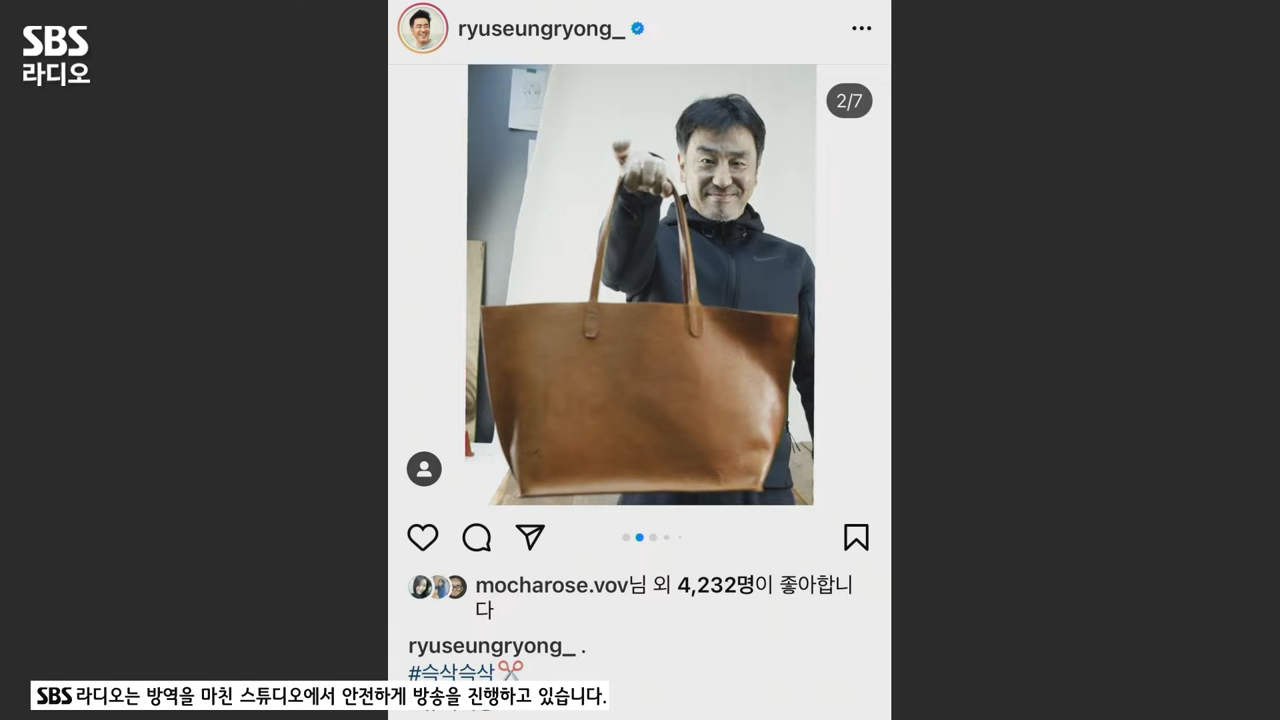 SBS
라디오
ryuseungryong_
2/7
mocharose.vov님 외 4,232명이 좋아합니
다
ryuseungryong_ .
#슥삭슥삭
SBS 라디오는 방역을 마친 스튜디오에서 안전하게 방송을 진행하고 있습니다.